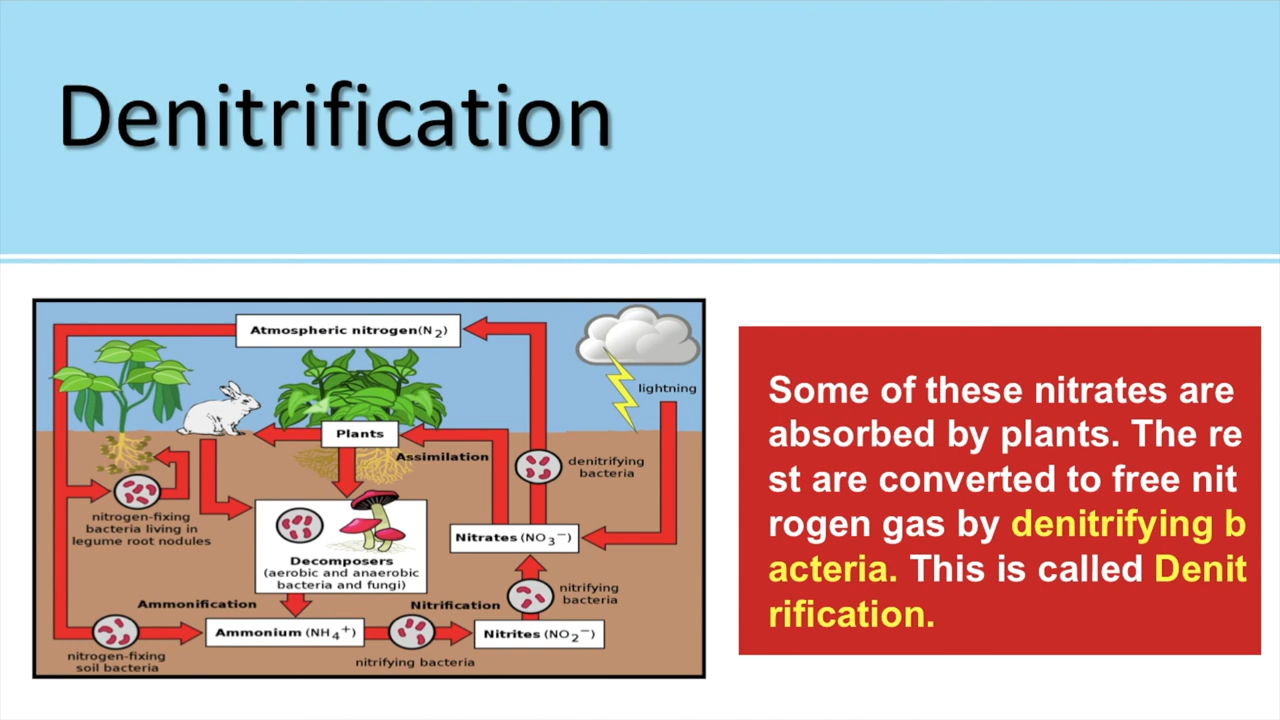 Denitrification
Atmospheric nitrogen(N₂)
lightning
Plants
Assimilation
denitrifying
bacteria
nitrogen-fixing
bacteria living in
legume root nodules
Nitrates (NO₃⁻)
Decomposers
(aerobic and anaerobic
bacteria and fungi)
nitrifying
bacteria
Ammonification
Nitrification
Ammonium (NH₄⁺)
Nitrites (NO₂⁻)
nitrogen-fixing
soil bacteria
nitrifying bacteria
Some of these nitrates are
absorbed by plants. The re
st are converted to free nit
rogen gas by denitrifying b
acteria. This is called Denit
rification.